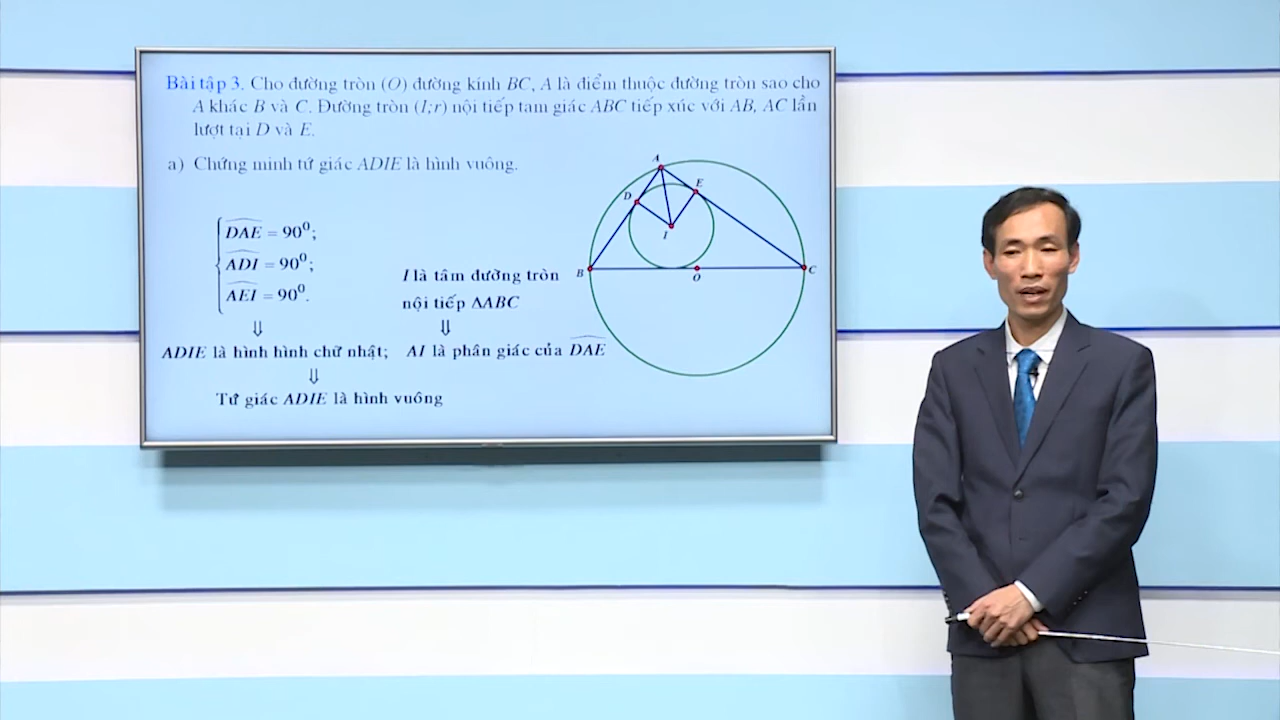 Bài tập 3. Cho đường tròn (O) đường kính BC, A là điểm thuộc đường tròn sao cho
A khác B và C. Đường tròn (I;r) nội tiếp tam giác ABC tiếp xúc với AB, AC lần
lượt tại D và E.
a) Chứng minh tứ giác ADIE là hình vuông.
A
E
D
I
B
O
C
DAE = 90⁰;
ADI = 90⁰;
AEI = 90⁰.
I là tâm đường tròn
nội tiếp ΔABC
⇓ ⇓
ADIE là hình hình chữ nhật; AI là phân giác của DAE
⇓
Tứ giác ADIE là hình vuông